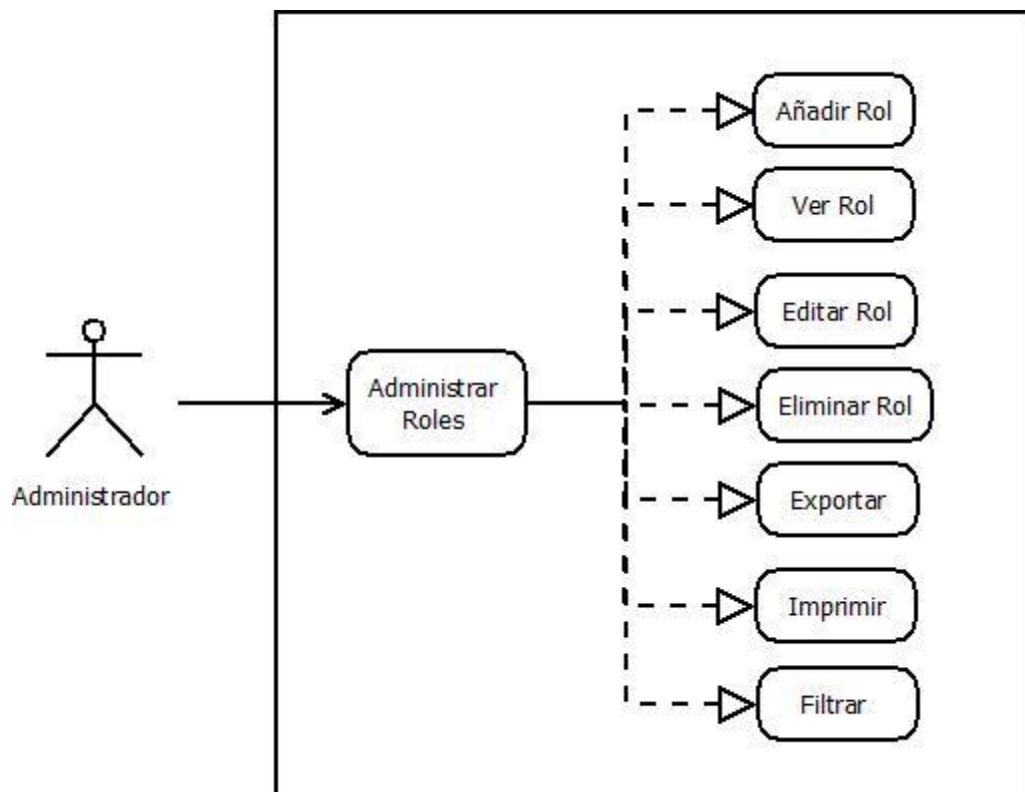 Añadir Rol
Ver Rol
Editar Rol
Administrar
Roles
Eliminar Rol
Administrador
Exportar
Imprimir
Filtrar